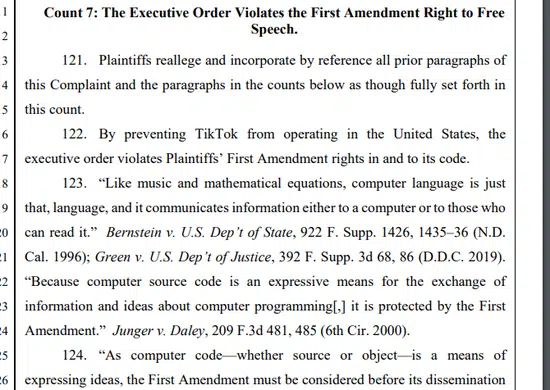 1 Count 7: The Executive Order Violates the First Amendment Right to Free
2 Speech.
3 121. Plaintiffs reallege and incorporate by reference all prior paragraphs of
4 this Complaint and the paragraphs in the counts below as though fully set forth in
5 this count.
6 122. By preventing TikTok from operating in the United States, the
7 executive order violates Plaintiffs’ First Amendment rights in and to its code.
8 123. “Like music and mathematical equations, computer language is just
9 that, language, and it communicates information either to a computer or to those who
20 can read it.” Bernstein v. U.S. Dep’t of State, 922 F. Supp. 1426, 1435–36 (N.D.
21 Cal. 1996); Green v. U.S. Dep’t of Justice, 392 F. Supp. 3d 68, 86 (D.D.C. 2019).
22 “Because computer source code is an expressive means for the exchange of
23 information and ideas about computer programming[,] it is protected by the First
24 Amendment.” Junger v. Daley, 209 F.3d 481, 485 (6th Cir. 2000).
25 124. “As computer code—whether source or object—is a means of
26 expressing ideas, the First Amendment must be considered before its dissemination